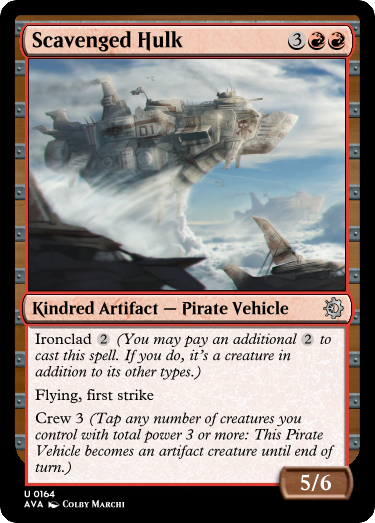 Scavenged Hulk 3
Kindred Artifact — Pirate Vehicle
Ironclad 2 (You may pay an additional 2 to
cast this spell. If you do, it's a creature in
addition to its other types.)
Flying, first strike
Crew 3 (Tap any number of creatures you
control with total power 3 or more: This Pirate
Vehicle becomes an artifact creature until end
of turn.)
5/6
U 0164
AVA Colby Marchi